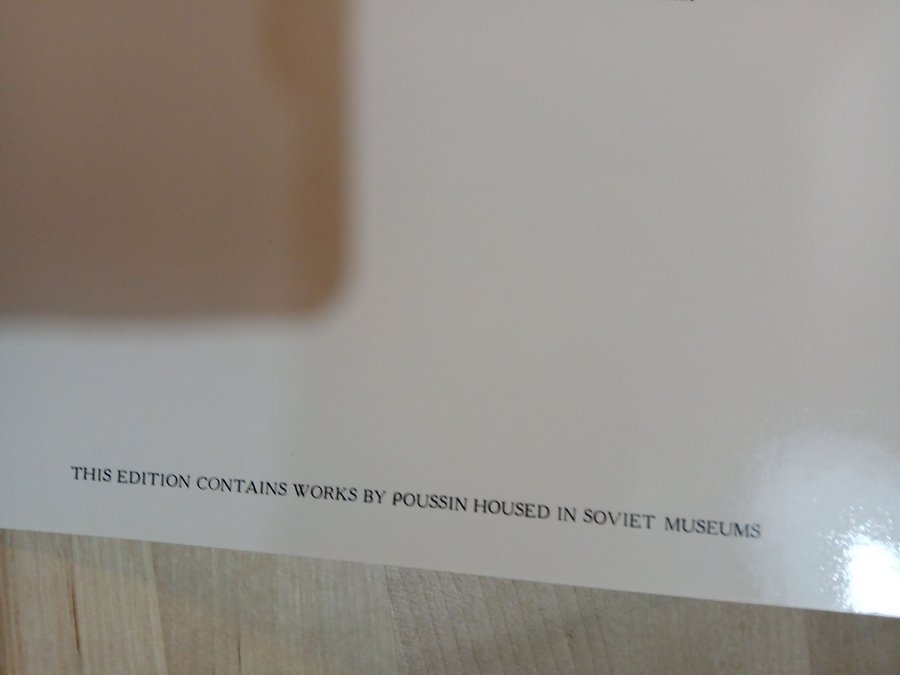 THIS EDITION CONTAINS WORKS BY POUSSIN HOUSED IN SOVIET MUSEUMS